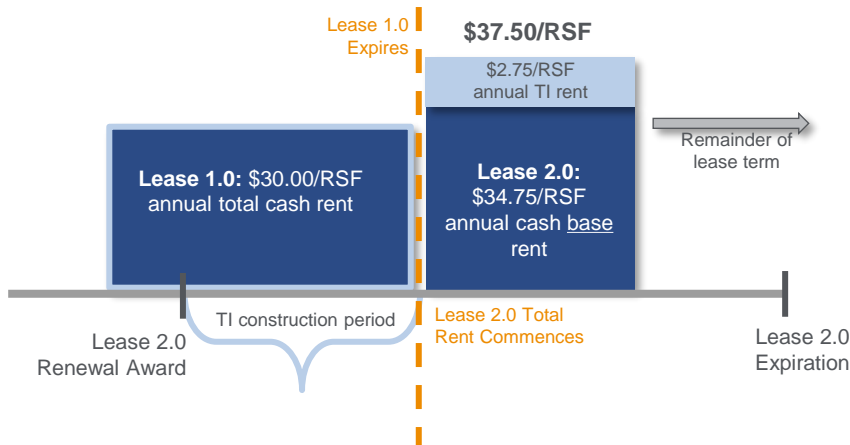 Lease 1.0
Expires
$37.50/RSF
$2.75/RSF
annual TI rent
Lease 1.0: $30.00/RSF
annual total cash rent
Lease 2.0:
$34.75/RSF
annual cash base
rent
Remainder of
lease term
TI construction period
Lease 2.0
Renewal Award
Lease 2.0 Total
Rent Commences
Lease 2.0
Expiration